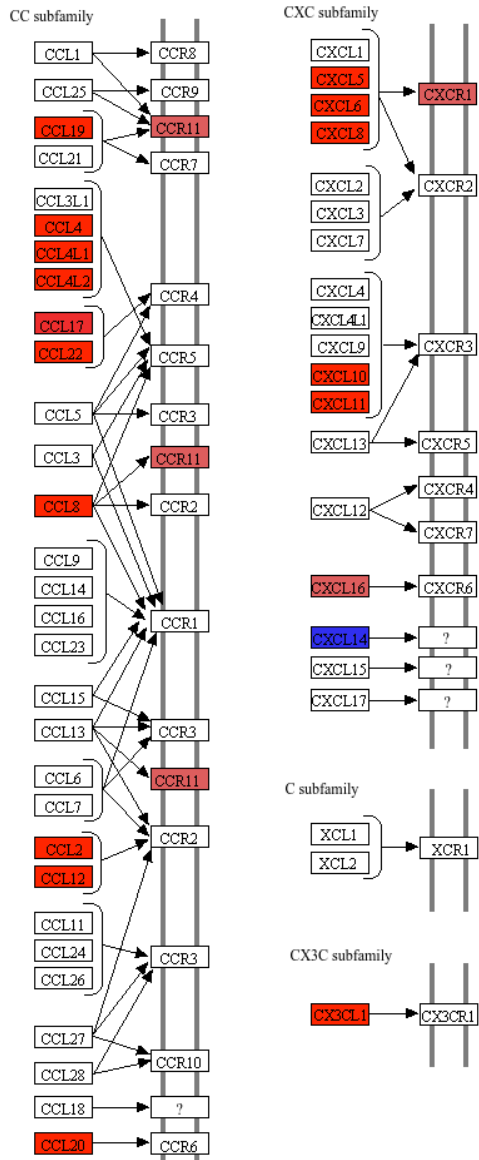 CC subfamily
CCL1
CCR8
CCL25
CCR9
CCL19
CCR11
CCL21
CCR7
CCL3L1
CCL4
CCL4L1
CCL4L2
CCR4
CCL17
CCL22
CCR5
CCL5
CCR3
CCL3
CCR11
CCL8
CCR2
CCL9
CCL14
CCL16
CCR1
CCL23
CCL15
CCL13
CCR3
CCL6
CCR11
CCL7
CCL2
CCR2
CCL12
CCL11
CCL24
CCR3
CCL26
CCL27
CCR10
CCL28
CCL18
?
CCL20
CCR6
CXC subfamily
CXCL1
CXCL5
CXCR1
CXCL6
CXCL8
CXCL2
CXCR2
CXCL3
CXCL7
CXCL4
CXCL4L1
CXCL9
CXCR3
CXCL10
CXCL11
CXCL13
CXCR5
CXCR4
CXCL12
CXCR7
CXCL16
CXCR6
CXCL14
?
CXCL15
?
CXCL17
?
C subfamily
XCL1
XCR1
XCL2
CX3C subfamily
CX3CL1
CX3CR1